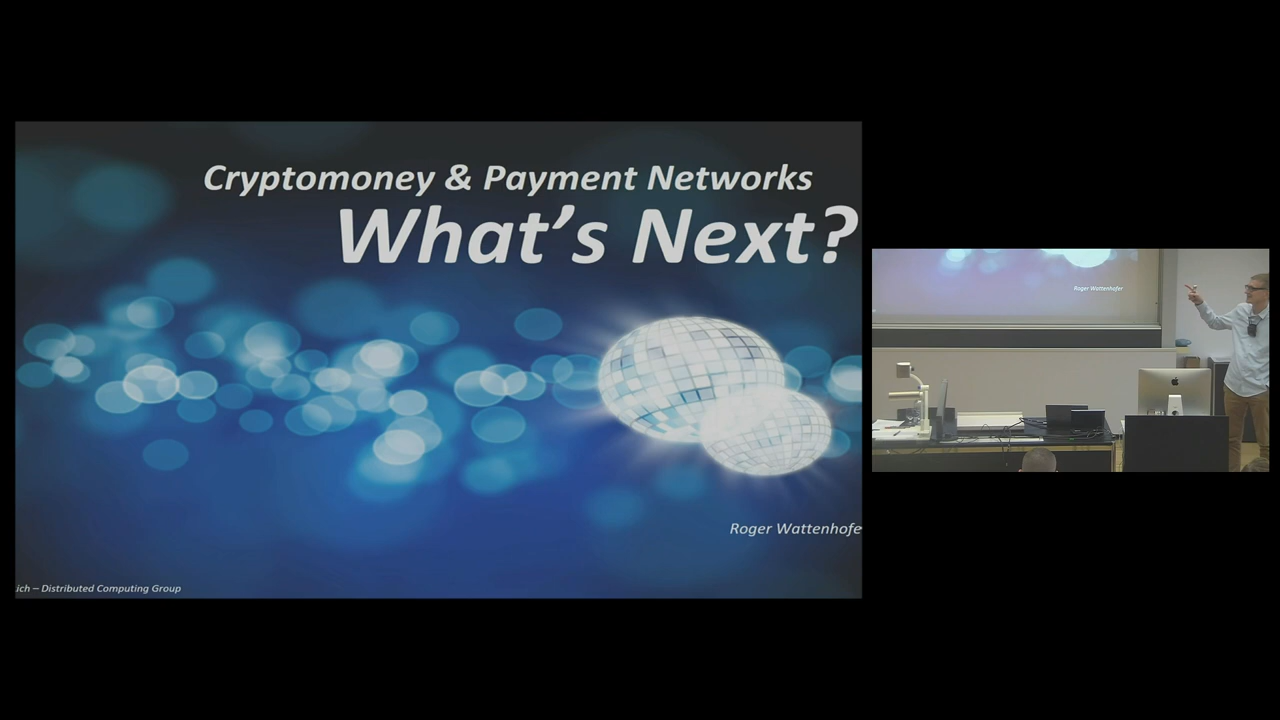 Cryptomoney & Payment Networks
What's Next?
Roger Wattenhofe
ich – Distributed Computing Group
Roger Wattenhofer